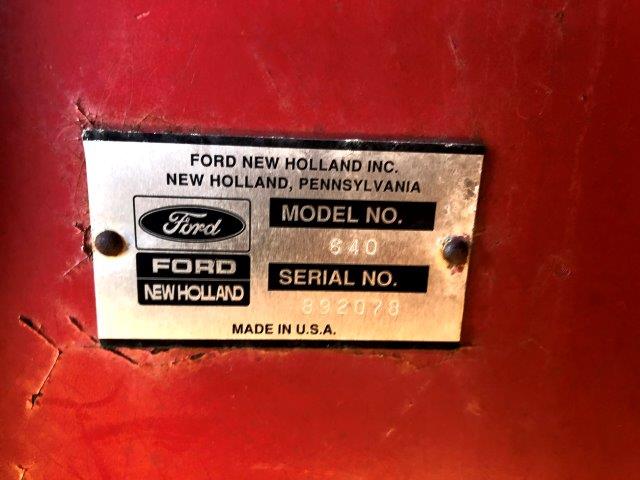 FORD NEW HOLLAND INC.
NEW HOLLAND, PENNSYLVANIA
Ford
MODEL NO.
640
FORD
NEW HOLLAND
SERIAL NO.
892078
MADE IN U.S.A.